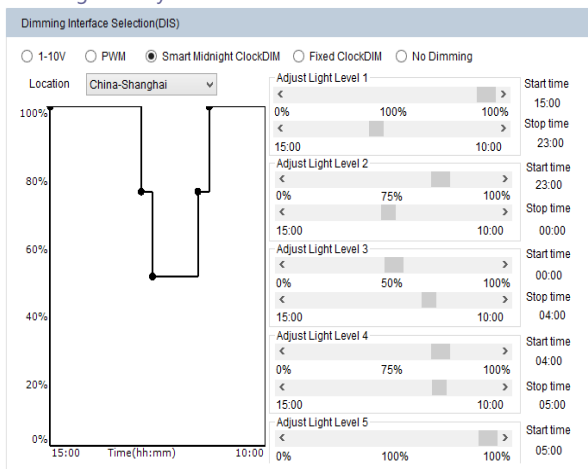 Dimming Interface Selection(DIS)
1-10V PWM Smart Midnight ClockDIM Fixed ClockDIM No Dimming
Location China-Shanghai
100%
80%
60%
40%
20%
0%
15:00 Time(hh:mm) 10:00
Adjust Light Level 1
0% 100% 100%
15:00 10:00
Start time
15:00
Stop time
23:00
Adjust Light Level 2
0% 75% 100%
15:00 10:00
Start time
23:00
Stop time
00:00
Adjust Light Level 3
0% 50% 100%
15:00 10:00
Start time
00:00
Stop time
04:00
Adjust Light Level 4
0% 75% 100%
15:00 10:00
Start time
04:00
Stop time
05:00
Adjust Light Level 5
0% 100% 100%
Start time
05:00